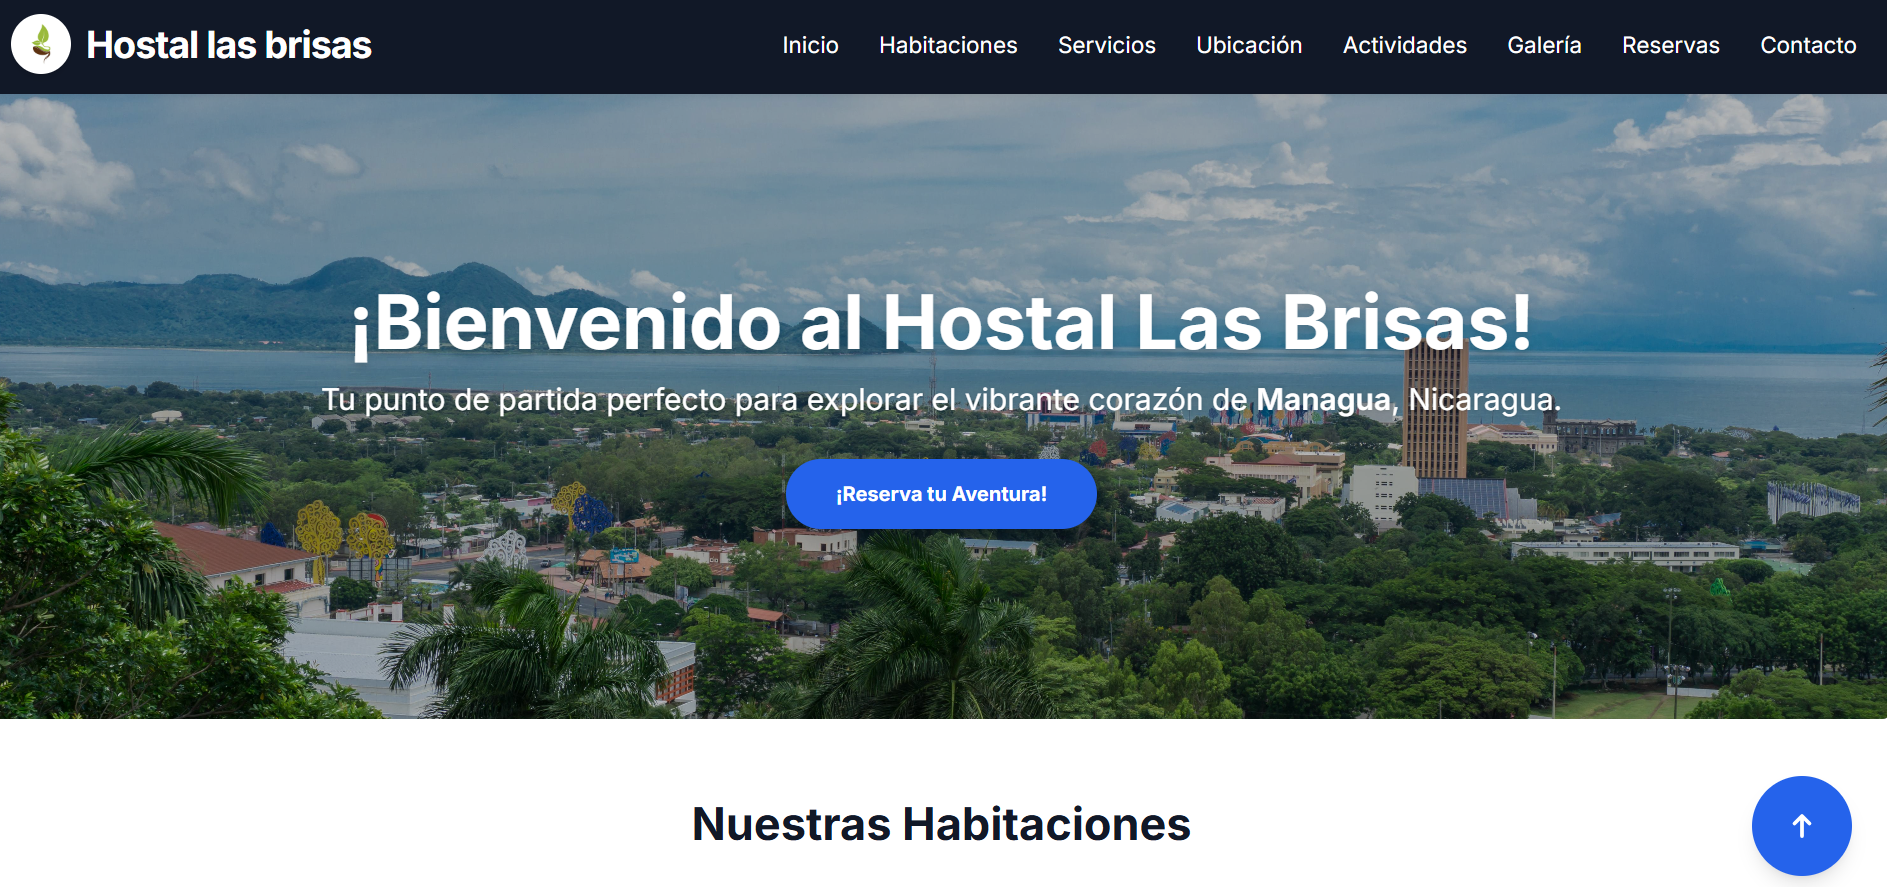 Hostal las brisas
Inicio Habitaciones Servicios Ubicación Actividades Galería Reservas Contacto
¡Bienvenido al Hostal Las Brisas!
Tu punto de partida perfecto para explorar el vibrante corazón de Managua, Nicaragua.
¡Reserva tu Aventura!
Nuestras Habitaciones